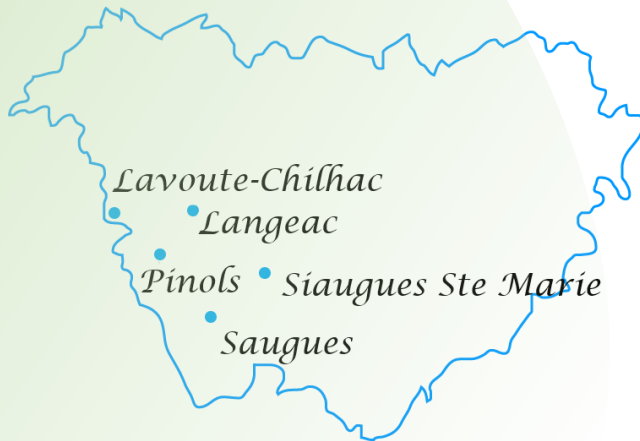 Lavoute-Chilhac
Langeac
Pinols
Siaugues Ste Marie
Saugues